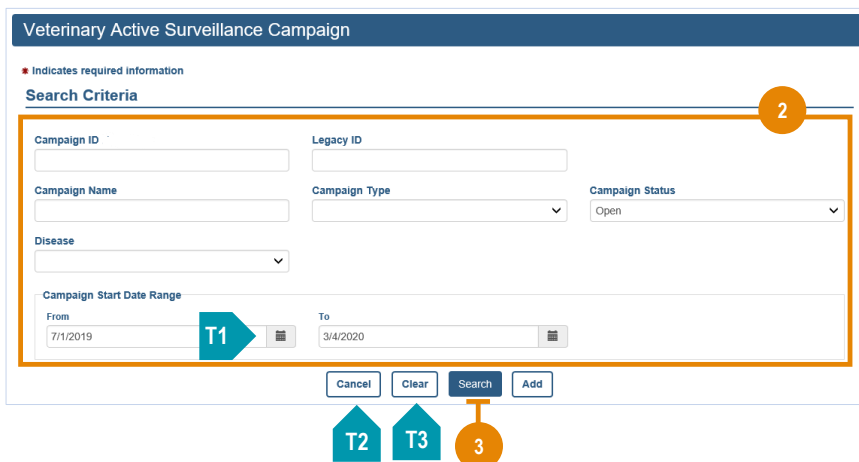 Veterinary Active Surveillance Campaign
* Indicates required information
Search Criteria
2
Campaign ID Legacy ID
Campaign Name Campaign Type Campaign Status
Open
Disease
Campaign Start Date Range
From To
7/1/2019 T1 3/4/2020
Cancel Clear Search Add
T2 T3 3